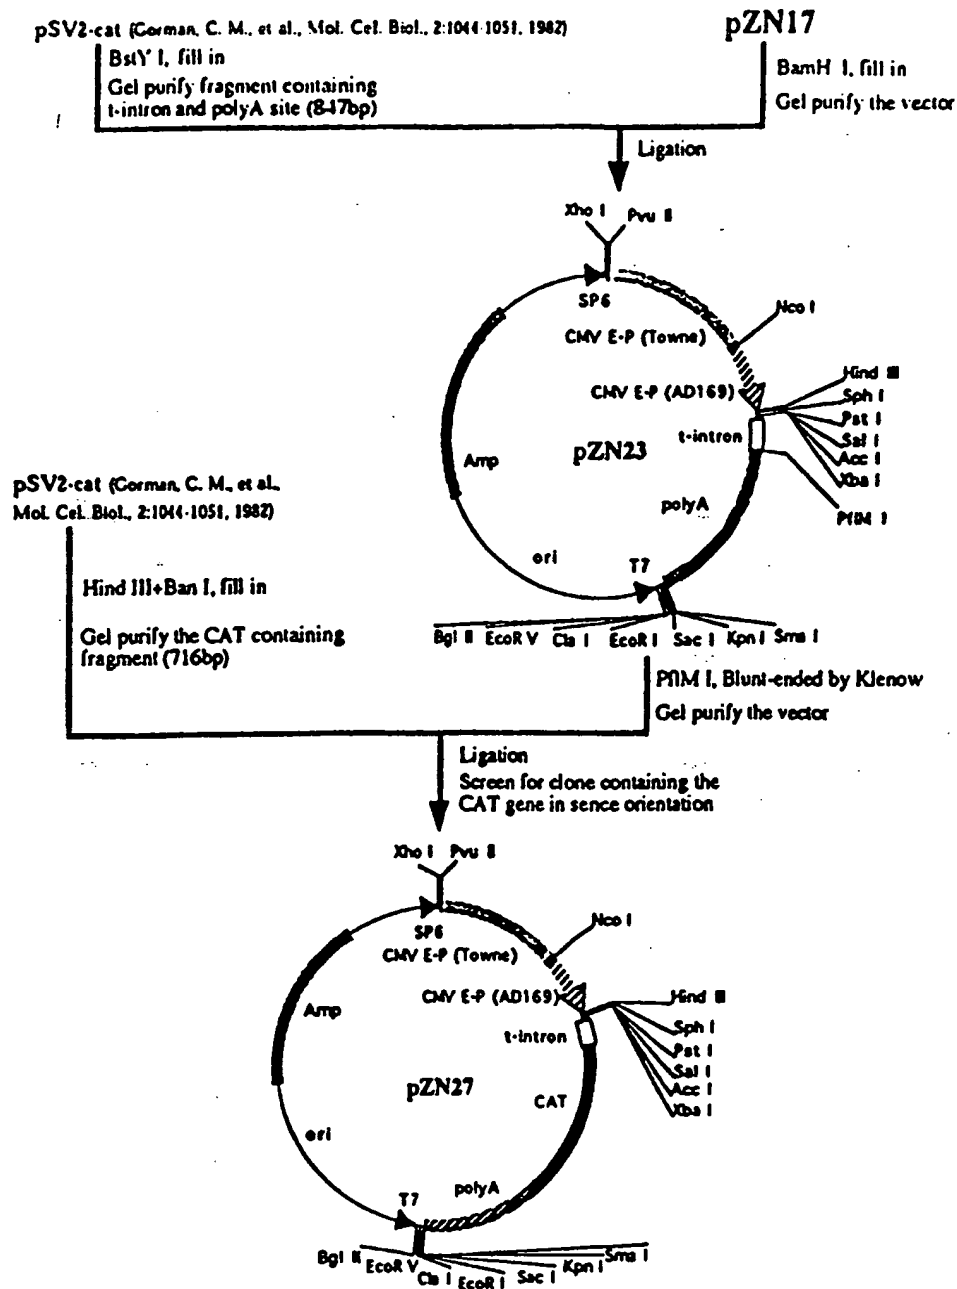 pSV2-cat (Gorman, C. M., et al., Mol. Cel. Biol., 2:1044-1051, 1982)
pZN17
BstY I, fill in
Gel purify fragment containing
t-intron and polyA site (847bp)
BamH I, fill in
Gel purify the vector
Ligation
Xho I
Pvu II
SP6
Nco I
CMV E-P (Towne)
CMV E-P (AD169)
Hind III
Sph I
Pst I
Sal I
Acc I
Xba I
PflM I
t-intron
pZN23
Amp
polyA
ori
T7
Bgl II
EcoR V
Cla I
EcoR I
Sac I
Kpn I
Sma I
pSV2-cat (Gorman, C. M., et al.,
Mol. Cel. Biol., 2:1044-1051, 1982)
Hind III+Ban I, fill in
Gel purify the CAT containing
fragment (716bp)
PflM I, Blunt-ended by Klenow
Gel purify the vector
Ligation
Screen for clone containing the
CAT gene in sence orientation
Xho I
Pvu II
SP6
Nco I
CMV E-P (Towne)
CMV E-P (AD169)
Hind III
Sph I
Pst I
Sal I
Acc I
Xba I
t-intron
Amp
pZN27
CAT
ori
polyA
T7
Bgl II
EcoR V
Cla I
EcoR I
Sac I
Kpn I
Sma I